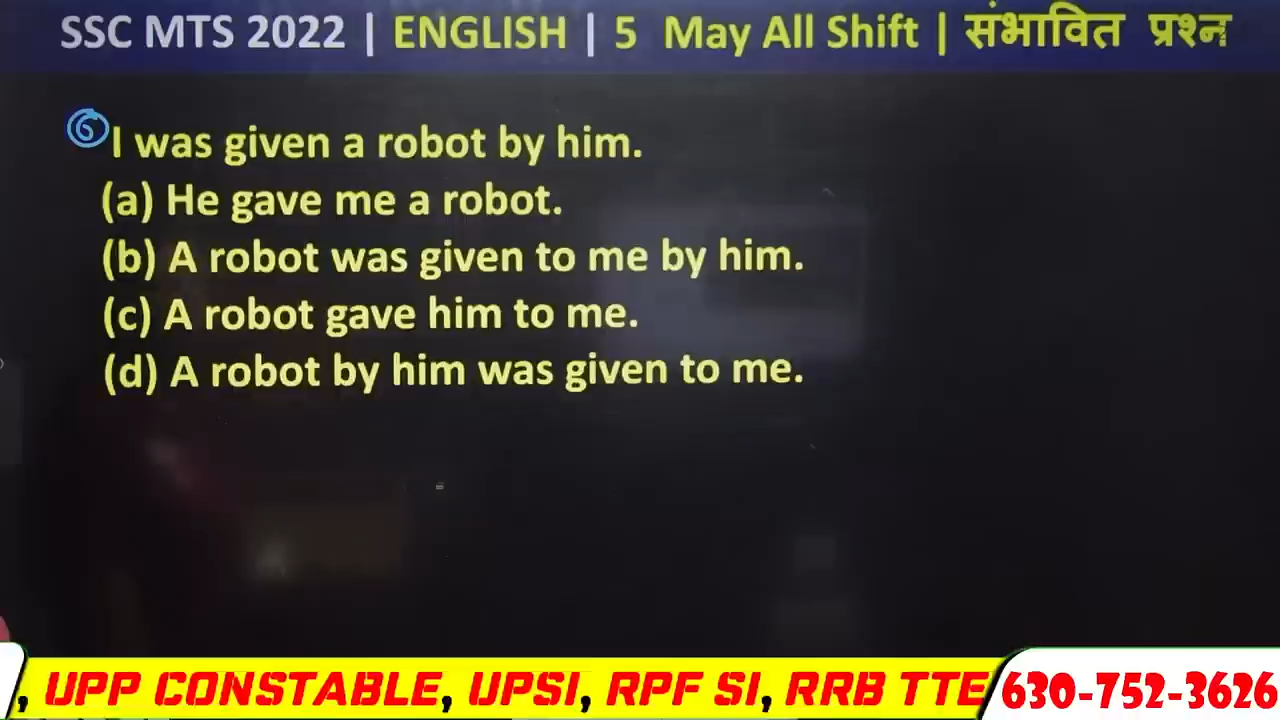 SSC MTS 2022 | ENGLISH | 5 May All Shift | संभावित प्रश्न
6 I was given a robot by him.
(a) He gave me a robot.
(b) A robot was given to me by him.
(c) A robot gave him to me.
(d) A robot by him was given to me.
, UPP CONSTABLE, UPSI, RPF SI, RRB TTE 630-752-3626